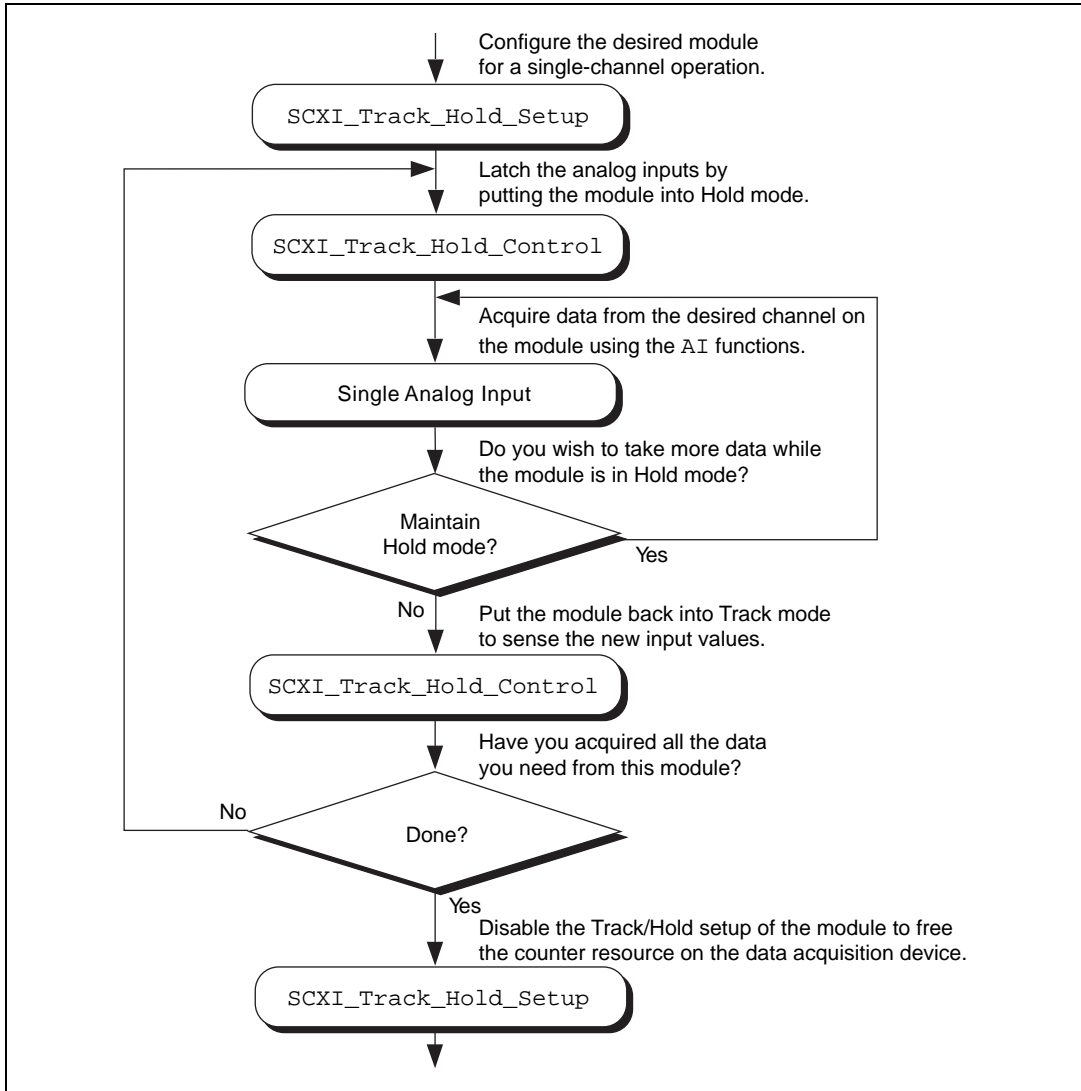 Configure the desired module
for a single-channel operation.
SCXI_Track_Hold_Setup
Latch the analog inputs by
putting the module into Hold mode.
SCXI_Track_Hold_Control
Acquire data from the desired channel on
the module using the AI functions.
Single Analog Input
Do you wish to take more data while
the module is in Hold mode?
Maintain
Hold mode?
Yes
No
Put the module back into Track mode
to sense the new input values.
SCXI_Track_Hold_Control
Have you acquired all the data
you need from this module?
No
Done?
Yes
Disable the Track/Hold setup of the module to free
the counter resource on the data acquisition device.
SCXI_Track_Hold_Setup